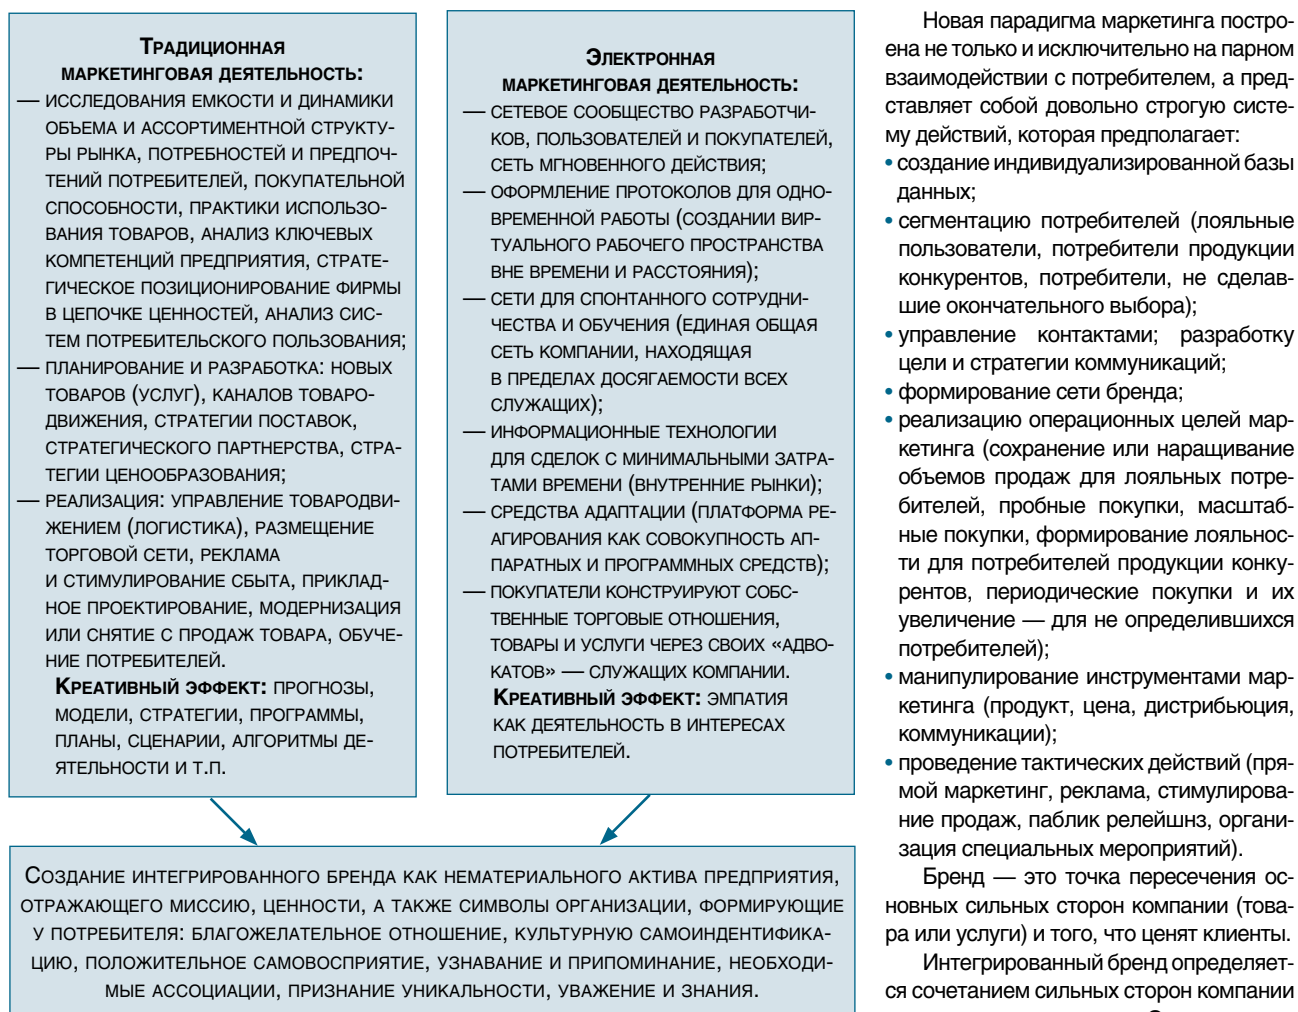 Традиционная
маркетинговая деятельность:
— исследования емкости и динамики
объема и ассортиментной структу-
ры рынка, потребностей и предпоч-
тений потребителей, покупательной
способности, практики использо-
вания товаров, анализ ключевых
компетенций предприятия, страте-
гическое позиционирование фирмы
в цепочке ценностей, анализ сис-
тем потребительского пользования;
— планирование и разработка: новых
товаров (услуг), каналов товаро-
движения, стратегии поставок,
стратегического партнерства, стра-
тегии ценообразования;
— реализация: управление товародви-
жением (логистика), размещение
торговой сети, реклама
и стимулирование сбыта, приклад-
ное проектирование, модернизация
или снятие с продаж товара, обуче-
ние потребителей.
Креативный эффект: прогнозы,
модели, стратегии, программы,
планы, сценарии, алгоритмы де-
ятельности и т.п.
Электронная
маркетинговая деятельность:
— сетевое сообщество разработчи-
ков, пользователей и покупателей,
сеть мгновенного действия;
— оформление протоколов для одно-
временной работы (создании вир-
туального рабочего пространства
вне времени и расстояния);
— сети для спонтанного сотрудни-
чества и обучения (единая общая
сеть компании, находящая
в пределах досягаемости всех
служащих);
— информационные технологии
для сделок с минимальными затра-
тами времени (внутренние рынки);
— средства адаптации (платформа ре-
агирования как совокупность ап-
паратных и программных средств);
— покупатели конструируют собс-
твенные торговые отношения,
товары и услуги через своих «адво-
катов» — служащих компании.
Креативный эффект: эмпатия
как деятельность в интересах
потребителей.
Создание интегрированного бренда как нематериального актива предприятия,
отражающего миссию, ценности, а также символы организации, формирующие
у потребителя: благожелательное отношение, культурную самоиндентифика-
цию, положительное самовосприятие, узнавание и припоминание, необходи-
мые ассоциации, признание уникальности, уважение и знания.
Новая парадигма маркетинга постро-
ена не только и исключительно на парном
взаимодействии с потребителем, а пред-
ставляет собой довольно строгую систе-
му действий, которая предполагает:
• создание индивидуализированной базы
данных;
• сегментацию потребителей (лояльные
пользователи, потребители продукции
конкурентов, потребители, не сделав-
шие окончательного выбора);
• управление контактами; разработку
цели и стратегии коммуникаций;
• формирование сети бренда;
• реализацию операционных целей мар-
кетинга (сохранение или наращивание
объемов продаж для лояльных потре-
бителей, пробные покупки, масштаб-
ные покупки, формирование лояльнос-
ти для потребителей продукции конку-
рентов, периодические покупки и их
увеличение — для не определившихся
потребителей);
• манипулирование инструментами мар-
кетинга (продукт, цена, дистрибьюция,
коммуникации);
• проведение тактических действий (пря-
мой маркетинг, реклама, стимулирова-
ние продаж, паблик релейшнз, органи-
зация специальных мероприятий).
Бренд — это точка пересечения ос-
новных сильных сторон компании (това-
ра или услуги) и того, что ценят клиенты.
Интегрированный бренд определяет-
ся сочетанием сильных сторон компании